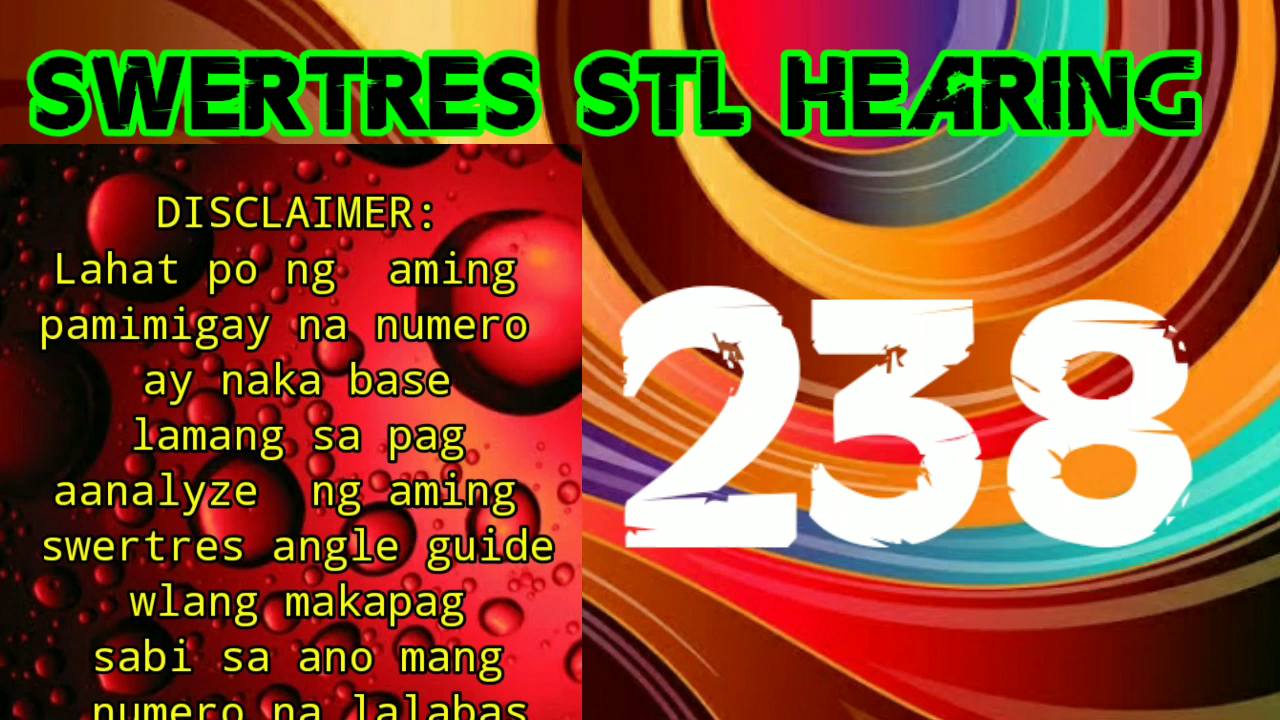 SWERTRES STL HEARING
DISCLAIMER:
Lahat po ng aming
pamimigay na numero
ay naka base
lamang sa pag
aanalyze ng aming
swertres angle guide
wlang makapag
sabi sa ano mang
numero na lalabas
238